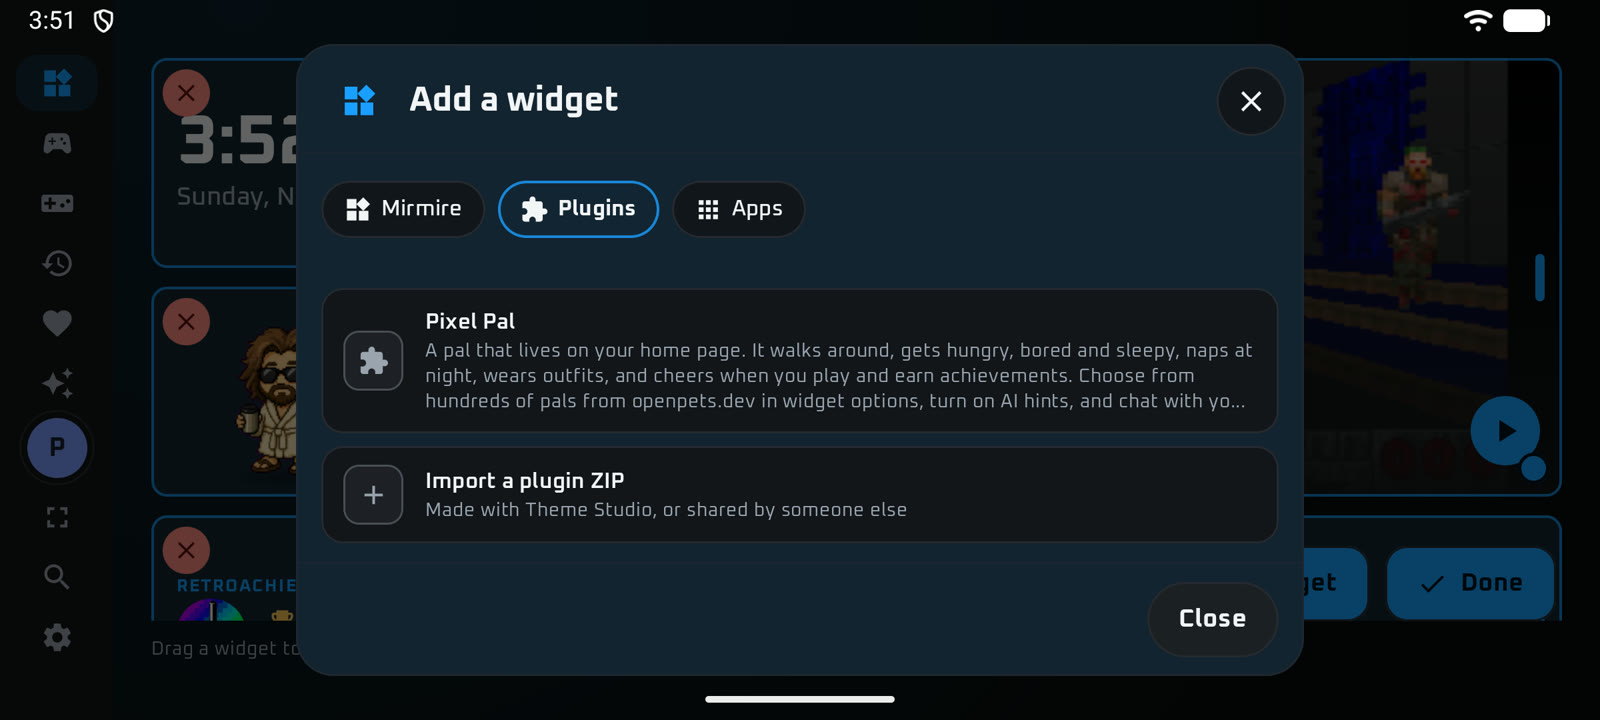 3:51
3:52
Sunday, N
Add a widget
Mirmire
Plugins
Apps
Pixel Pal
A pal that lives on your home page. It walks around, gets hungry, bored and sleepy, naps at
night, wears outfits, and cheers when you play and earn achievements. Choose from
hundreds of pals from openpets.dev in widget options, turn on AI hints, and chat with yo...
Import a plugin ZIP
Made with Theme Studio, or shared by someone else
P
RETROACHIE
get
Done
Close
Drag a widget to